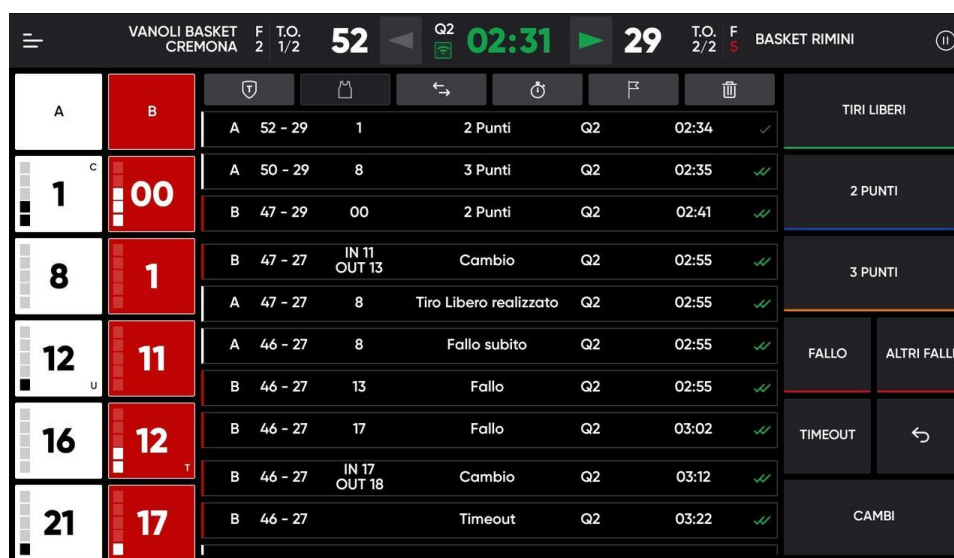 VANOLI BASKET CREMONA F 2 T.O. 1/2 52 Q2 02:31 29 T.O. 2/2 F 5 BASKET RIMINI
A B
T
TIRI LIBERI
A 52 - 29 1 2 Punti Q2 02:34
1 C 00
A 50 - 29 8 3 Punti Q2 02:35
2 PUNTI
B 47 - 29 00 2 Punti Q2 02:41
8 1
B 47 - 27 IN 11 OUT 13 Cambio Q2 02:55
3 PUNTI
A 47 - 27 8 Tiro Libero realizzato Q2 02:55
12 U 11
A 46 - 27 8 Fallo subito Q2 02:55
FALLO ALTRI FALLI
B 46 - 27 13 Fallo Q2 02:55
16 12 T
B 46 - 27 17 Fallo Q2 03:02
TIMEOUT
B 46 - 27 IN 17 OUT 18 Cambio Q2 03:12
21 17
B 46 - 27 Timeout Q2 03:22
CAMBI